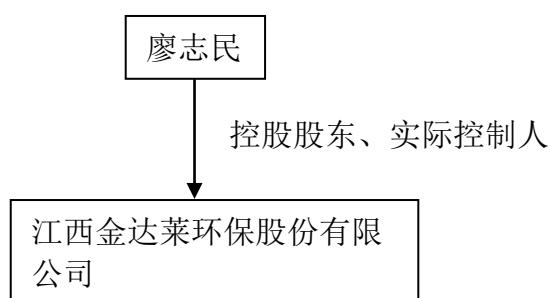 廖志民
控股股东、实际控制人
江西金达莱环保股份有限
公司